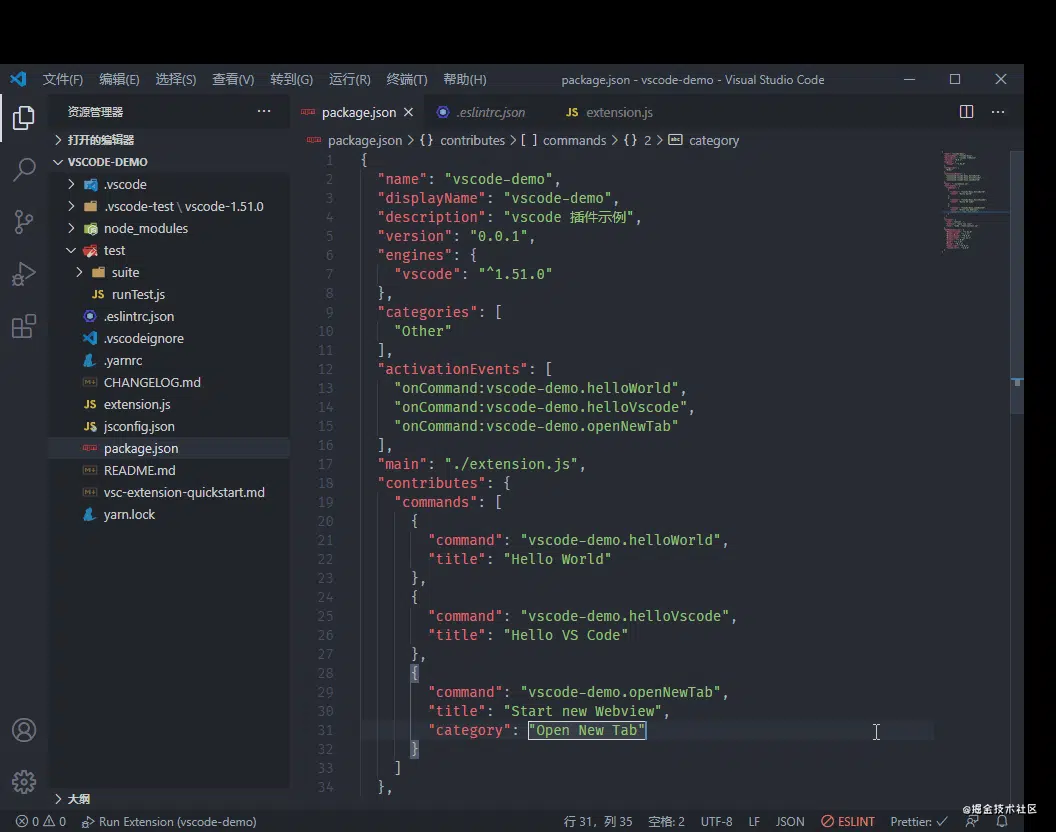 文件(F) 编辑(E) 选择(S) 查看(V) 转到(G) 运行(R) 终端(T) 帮助(H) package.json - vscode-demo - Visual Studio Code
资源管理器 ···
打开的编辑器
VSCODE-DEMO
.vscode
.vscode-test \ vscode-1.51.0
node_modules
test
suite
JS runTest.js
.eslintrc.json
.vscodeignore
.yarnrc
CHANGELOG.md
JS extension.js
JS jsconfig.json
package.json
README.md
vsc-extension-quickstart.md
yarn.lock
大纲
package.json .eslintrc.json JS extension.js ···
package.json > {} contributes > [ ] commands > {} 2 > abc category
1 {
2 "name": "vscode-demo",
3 "displayName": "vscode-demo",
4 "description": "vscode 插件示例",
5 "version": "0.0.1",
6 "engines": {
7 "vscode": "^1.51.0"
8 },
9 "categories": [
10 "Other"
11 ],
12 "activationEvents": [
13 "onCommand:vscode-demo.helloWorld",
14 "onCommand:vscode-demo.helloVscode",
15 "onCommand:vscode-demo.openNewTab"
16 ],
17 "main": "./extension.js",
18 "contributes": {
19 "commands": [
20 {
21 "command": "vscode-demo.helloWorld",
22 "title": "Hello World"
23 },
24 {
25 "command": "vscode-demo.helloVscode",
26 "title": "Hello VS Code"
27 },
28 {
29 "command": "vscode-demo.openNewTab",
30 "title": "Start new Webview",
31 "category": "Open New Tab"
32 }
33 ]
34 },
@掘金技术社区
0 0 Run Extension (vscode-demo) 行 31，列 35 空格: 2 UTF-8 LF JSON ESLINT Prettier: ✓